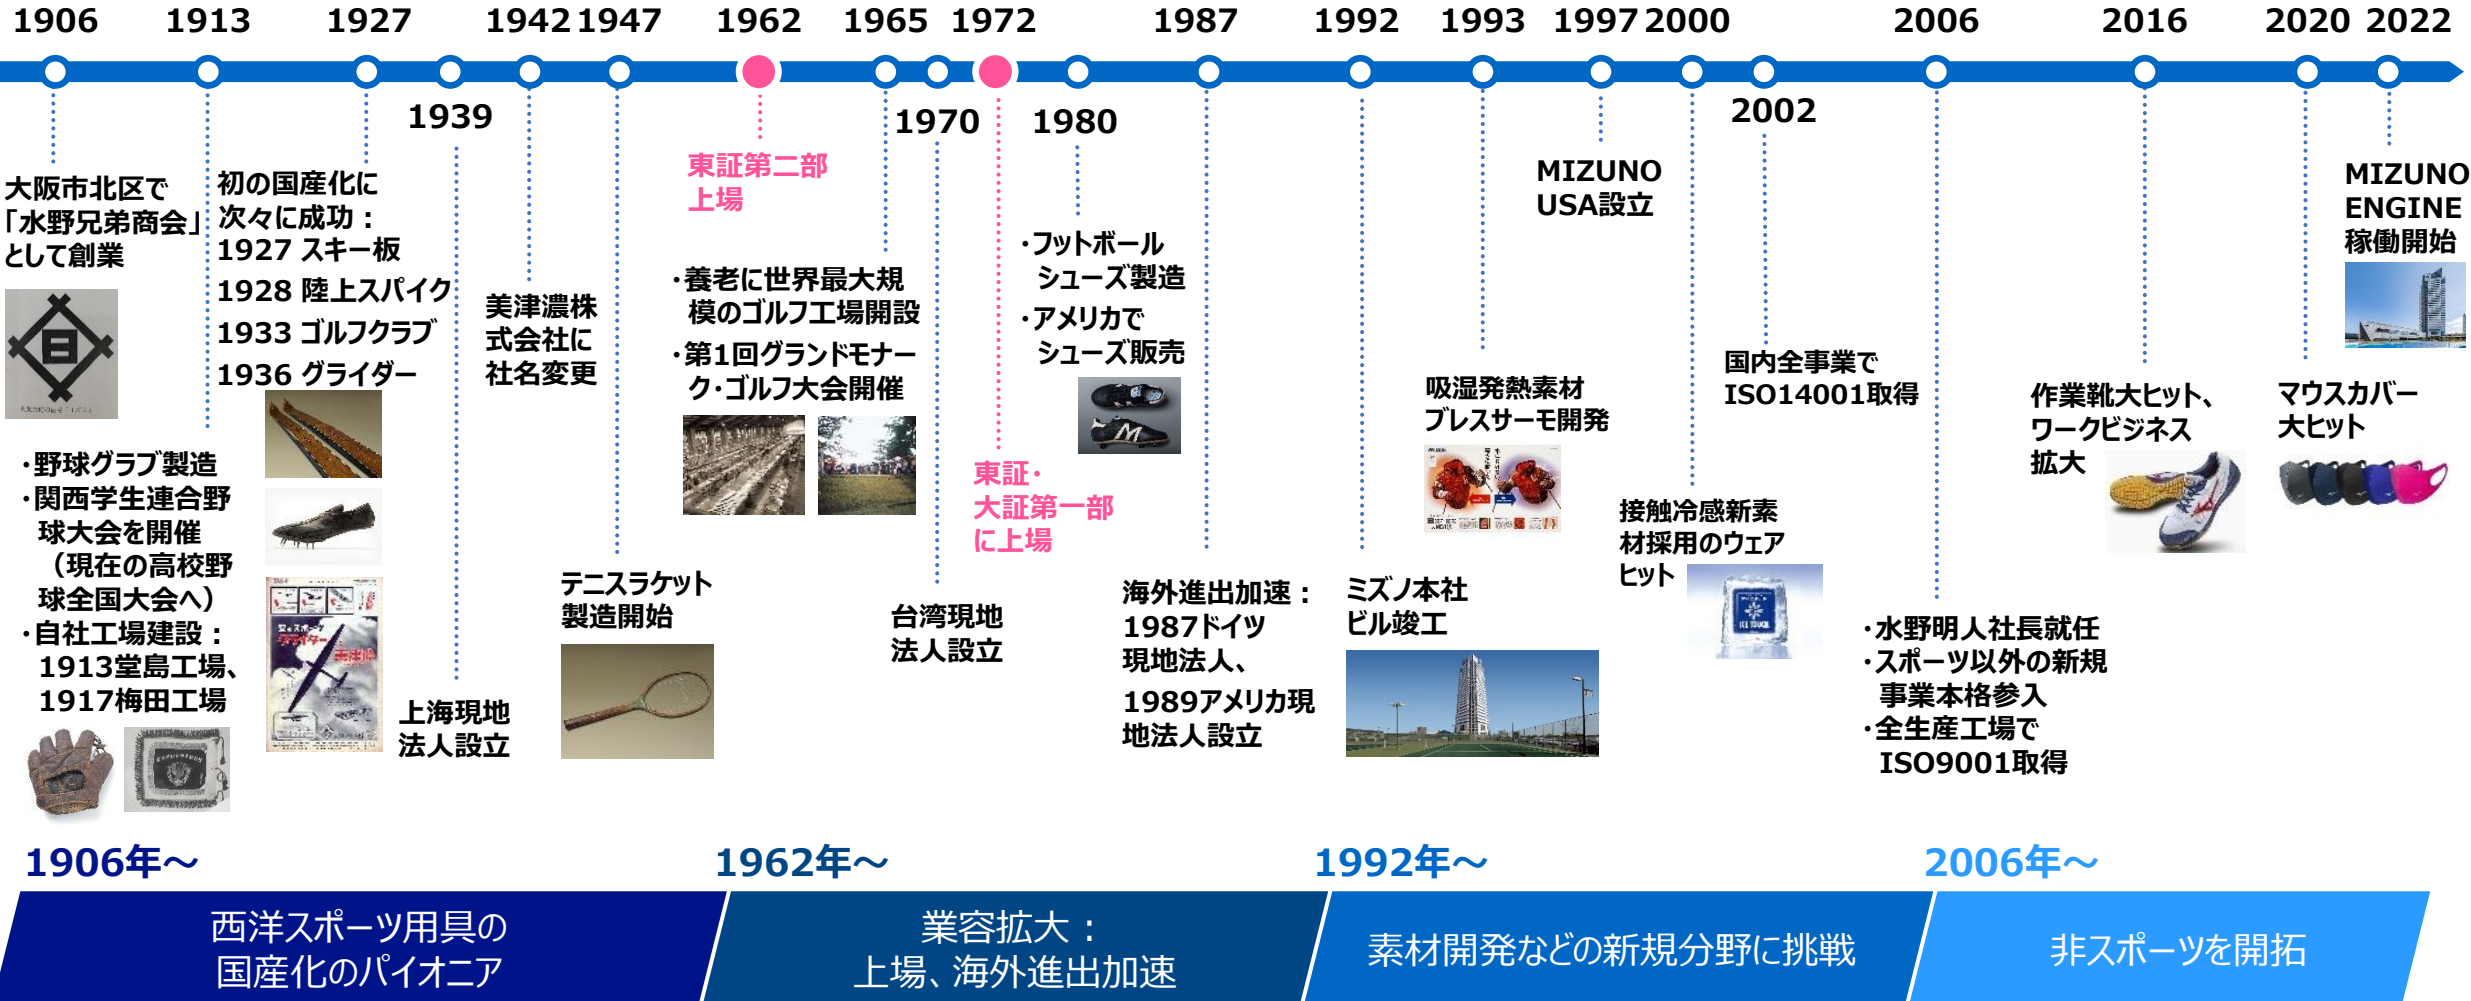 1906
1913
1927
1942
1947
1962
1965
1972
1987
1992
1993
1997
2000
2006
2016
2020
2022
1939
1970
1980
2002
大阪市北区で
「水野兄弟商会」
として創業
・野球グラブ製造
・関西学生連合野
球大会を開催
（現在の高校野
球全国大会へ）
・自社工場建設：
1913堂島工場、
1917梅田工場
初の国産化に
次々に成功：
1927 スキー板
1928 陸上スパイク
1933 ゴルフクラブ
1936 グライダー
上海現地
法人設立
美津濃株
式会社に
社名変更
テニスラケット
製造開始
東証第二部
上場
・養老に世界最大規
模のゴルフ工場開設
・第1回グランドモナー
ク・ゴルフ大会開催
台湾現地
法人設立
東証・
大証第一部
に上場
・フットボール
シューズ製造
・アメリカで
シューズ販売
海外進出加速：
1987ドイツ
現地法人、
1989アメリカ現
地法人設立
ミズノ本社
ビル竣工
吸湿発熱素材
ブレスサーモ開発
MIZUNO
USA設立
接触冷感新素
材採用のウェア
ヒット
ICE TOUCH
国内全事業で
ISO14001取得
・水野明人社長就任
・スポーツ以外の新規
事業本格参入
・全生産工場で
ISO9001取得
作業靴大ヒット、
ワークビジネス
拡大
マウスカバー
大ヒット
MIZUNO
ENGINE
稼働開始
1906年～
1962年～
1992年～
2006年～
西洋スポーツ用具の
国産化のパイオニア
業容拡大：
上場、海外進出加速
素材開発などの新規分野に挑戦
非スポーツを開拓